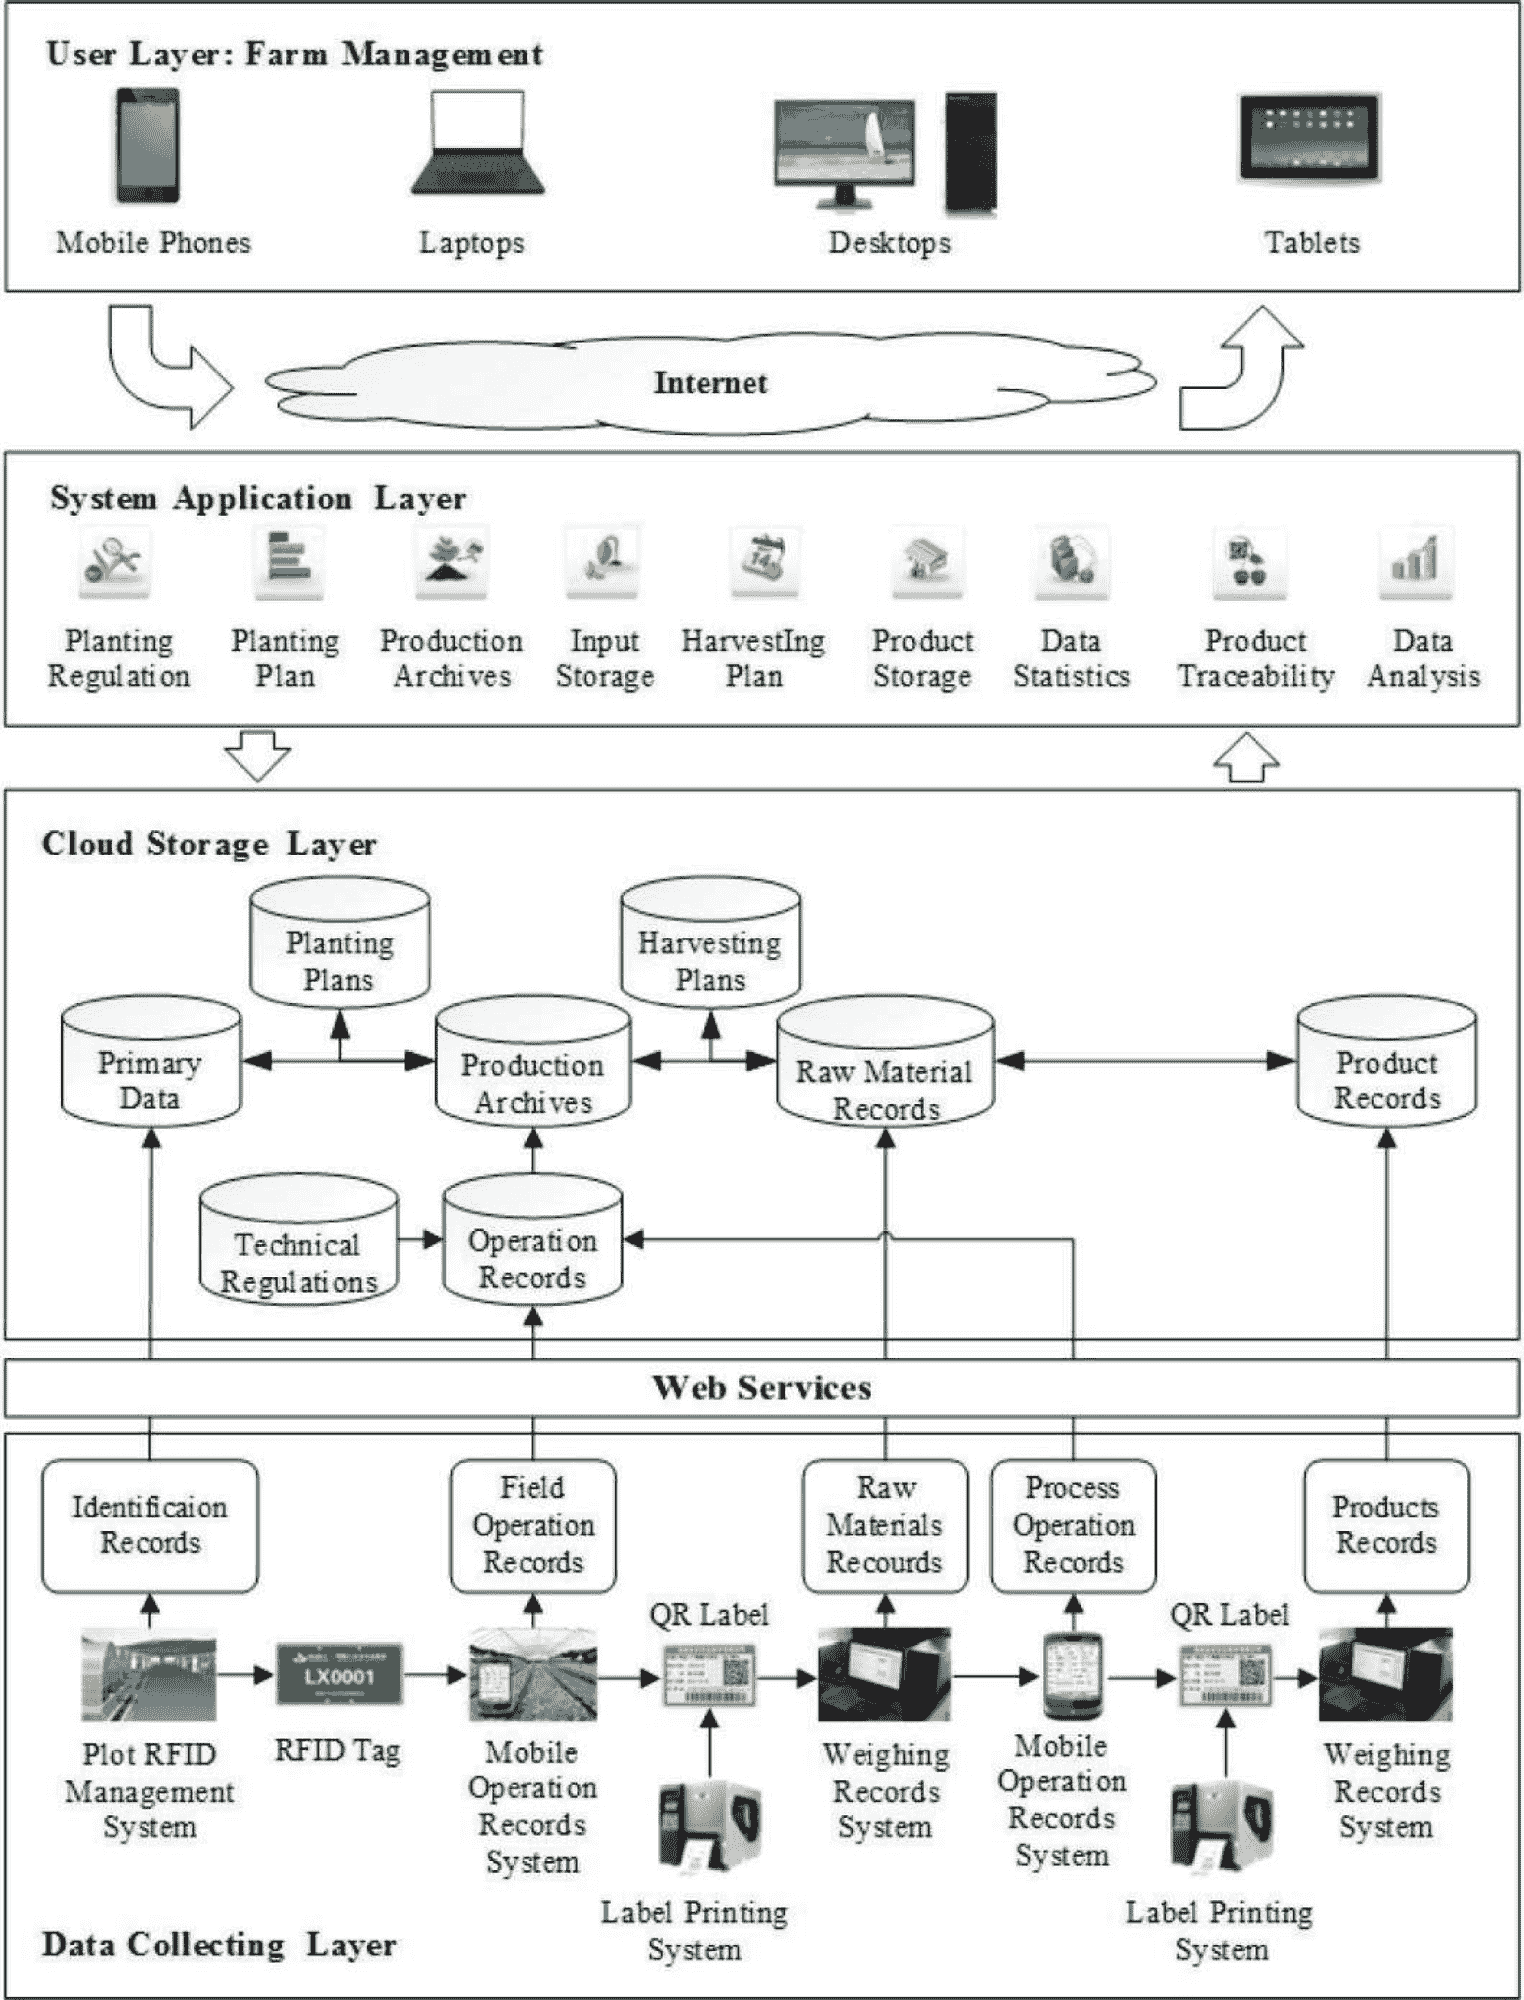 User Layer: Farm Management
Mobile Phones
Laptops
Desktops
Tablets
Internet
System Application Layer
Planting
Regulation
Planting
Plan
Production
Archives
Input
Storage
HarvestIng
Plan
Product
Storage
Data
Statistics
Product
Traceability
Data
Analysis
Cloud Storage Layer
Planting
Plans
Harvesting
Plans
Primary
Data
Production
Archives
Raw Material
Records
Product
Records
Technical
Regulations
Operation
Records
Web Services
Identificaion
Records
Field
Operation
Records
Raw
Materials
Recourds
Process
Operation
Records
Products
Records
QR Label
QR Label
LX0001
Plot RFID
Management
System
RFID Tag
Mobile
Operation
Records
System
Weighing
Records
System
Mobile
Operation
Records
System
Weighing
Records
System
Label Printing
System
Label Printing
System
Data Collecting Layer